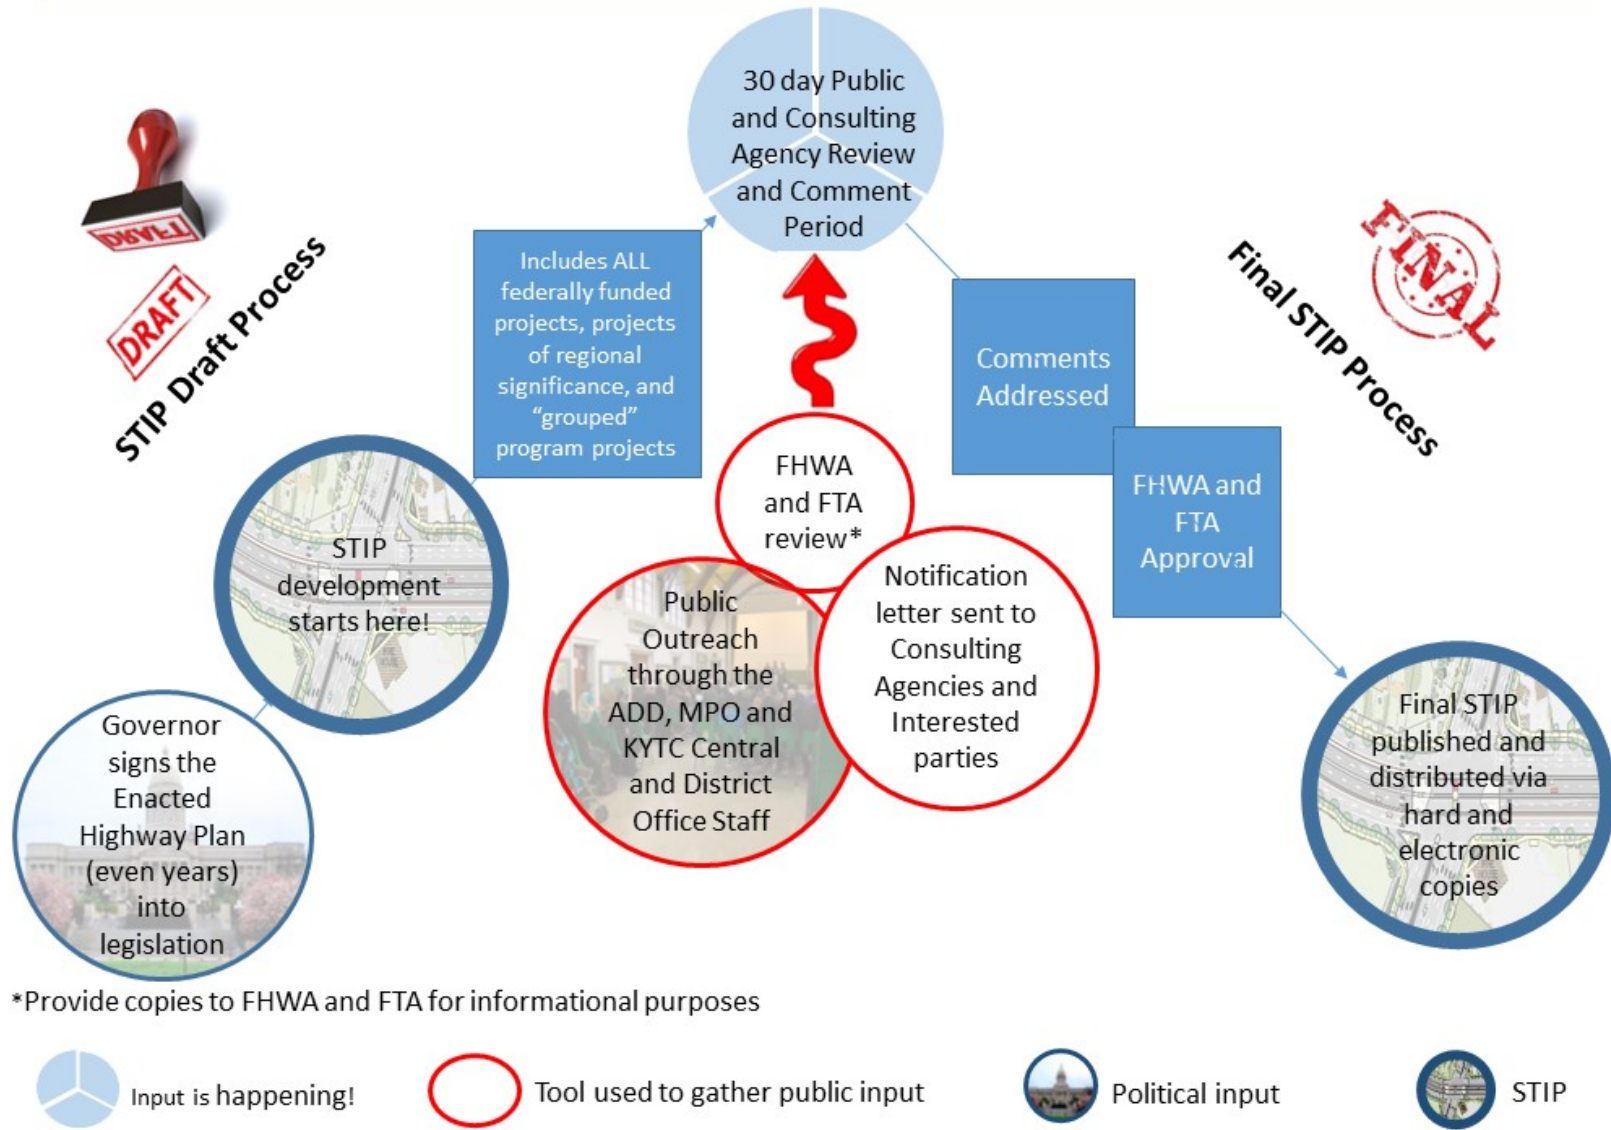 30 day Public
and Consulting
Agency Review
and Comment
Period
DRAFT
DRAFT
STIP Draft Process
Includes ALL
federally funded
projects, projects
of regional
significance, and
“grouped”
program projects
FINAL
Final STIP Process
Comments
Addressed
FHWA
and FTA
review*
FHWA and
FTA
Approval
STIP
development
starts here!
Public
Outreach
through the
ADD, MPO and
KYTC Central
and District
Office Staff
Notification
letter sent to
Consulting
Agencies and
Interested
parties
Governor
signs the
Enacted
Highway Plan
(even years)
into
legislation
Final STIP
published and
distributed via
hard and
electronic
copies
*Provide copies to FHWA and FTA for informational purposes
Input is happening!
Tool used to gather public input
Political input
STIP